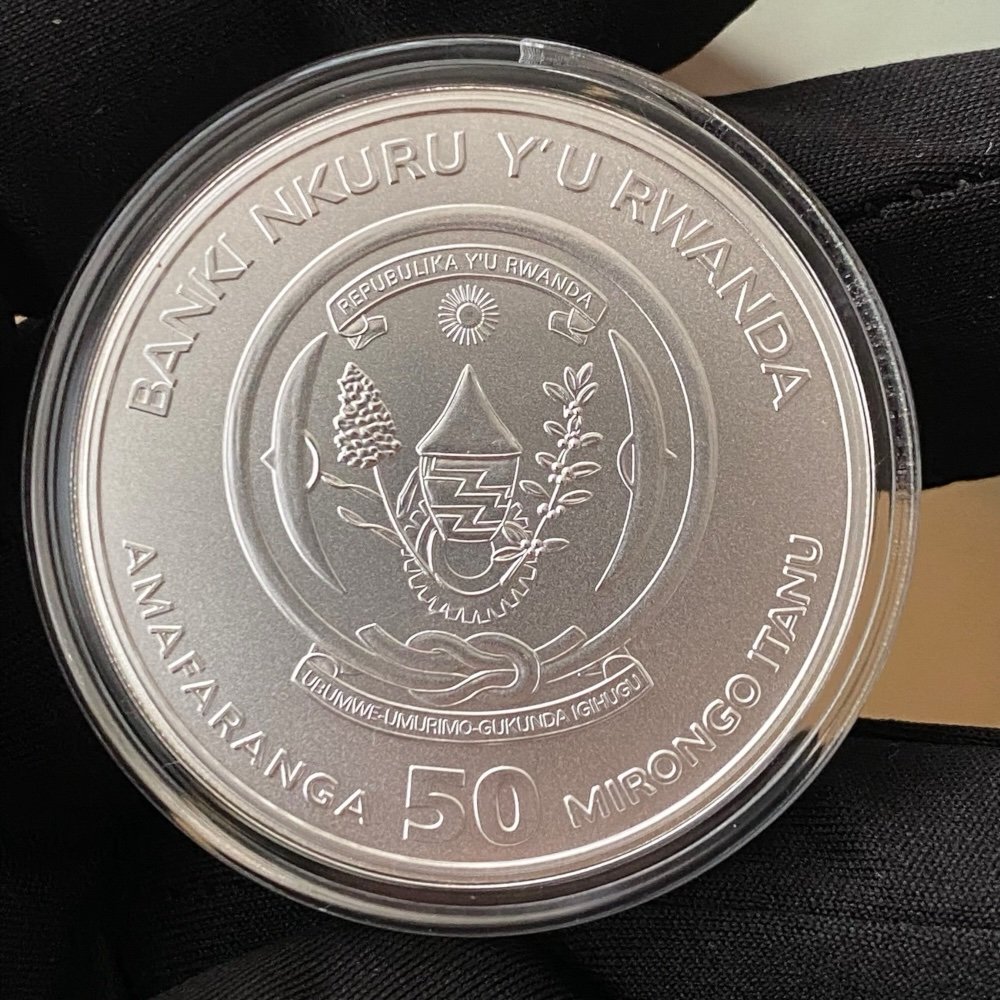 BANKI NKURU Y'U RWANDA
REPUBULIKA Y'U RWANDA
UBUMWE-UMURIMO-GUKUNDA IGIHUGU
AMAFARANGA 50 MIRONGO ITANU